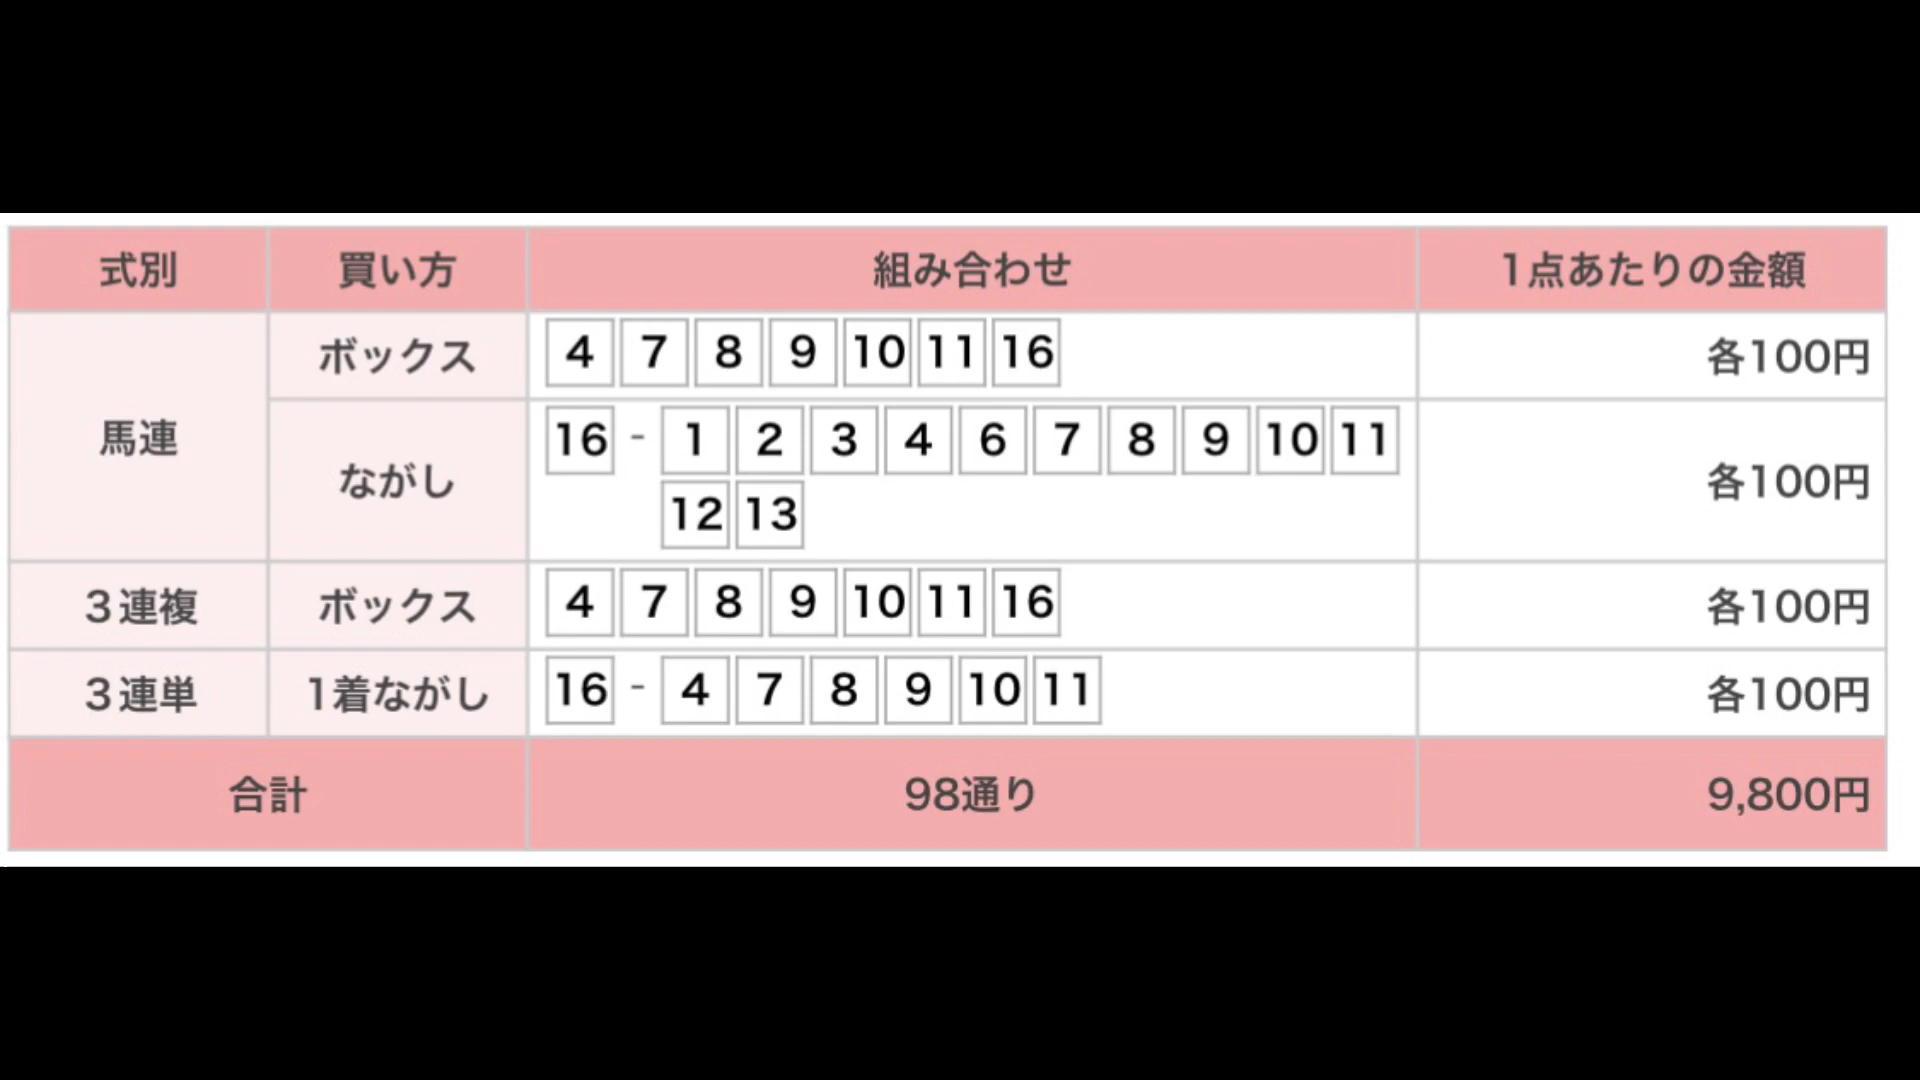 式別 買い方 組み合わせ 1点あたりの金額
馬連 ボックス 4 7 8 9 10 11 16 各100円
ながし 16 - 1 2 3 4 6 7 8 9 10 11 各100円
12 13
3連複 ボックス 4 7 8 9 10 11 16 各100円
3連単 1着ながし 16 - 4 7 8 9 10 11 各100円
合計 98通り 9,800円